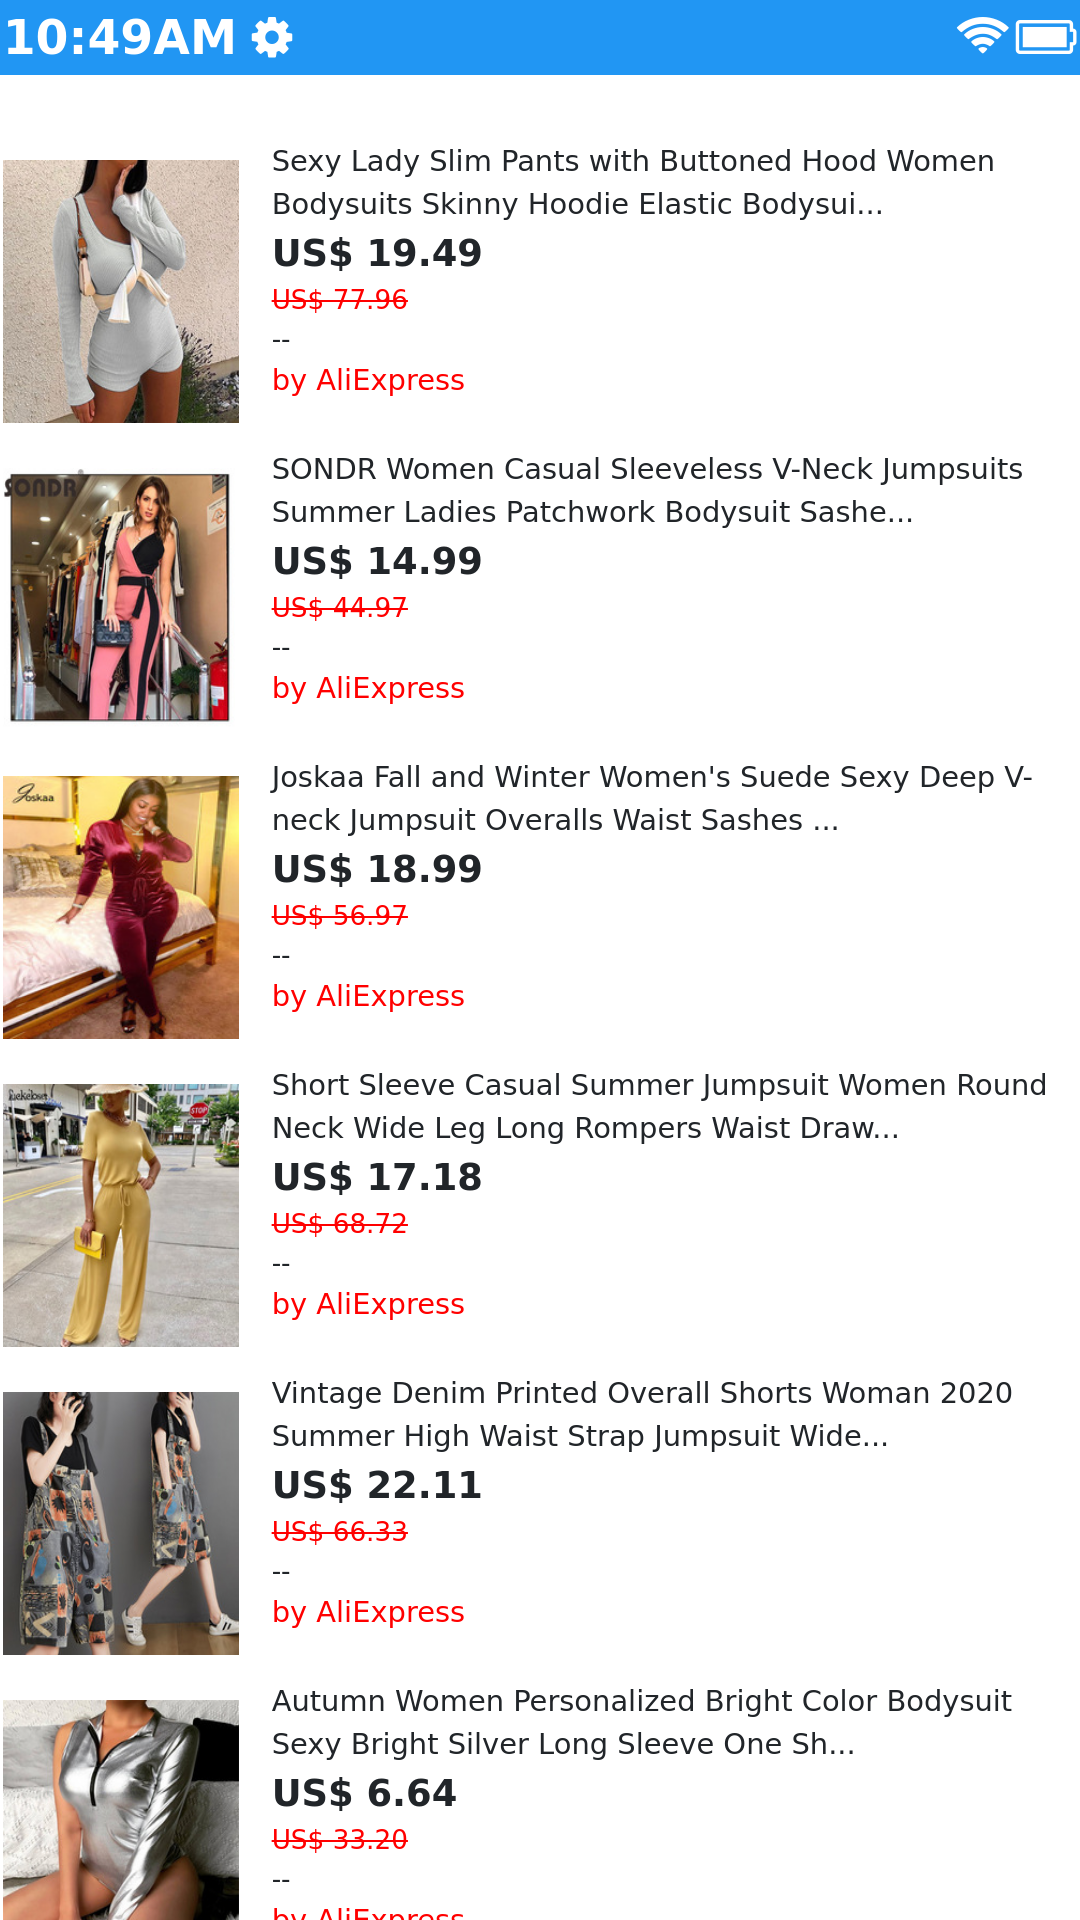 10:49AM
Sexy Lady Slim Pants with Buttoned Hood Women
Bodysuits Skinny Hoodie Elastic Bodysui...
US$ 19.49
US$ 77.96
--
by AliExpress
SONDR
SONDR Women Casual Sleeveless V-Neck Jumpsuits
Summer Ladies Patchwork Bodysuit Sashe...
US$ 14.99
US$ 44.97
--
by AliExpress
Joskaa
Joskaa Fall and Winter Women's Suede Sexy Deep V-
neck Jumpsuit Overalls Waist Sashes ...
US$ 18.99
US$ 56.97
--
by AliExpress
STOP
Short Sleeve Casual Summer Jumpsuit Women Round
Neck Wide Leg Long Rompers Waist Draw...
US$ 17.18
US$ 68.72
--
by AliExpress
Vintage Denim Printed Overall Shorts Woman 2020
Summer High Waist Strap Jumpsuit Wide...
US$ 22.11
US$ 66.33
--
by AliExpress
Autumn Women Personalized Bright Color Bodysuit
Sexy Bright Silver Long Sleeve One Sh...
US$ 6.64
US$ 33.20
--
by AliExpress